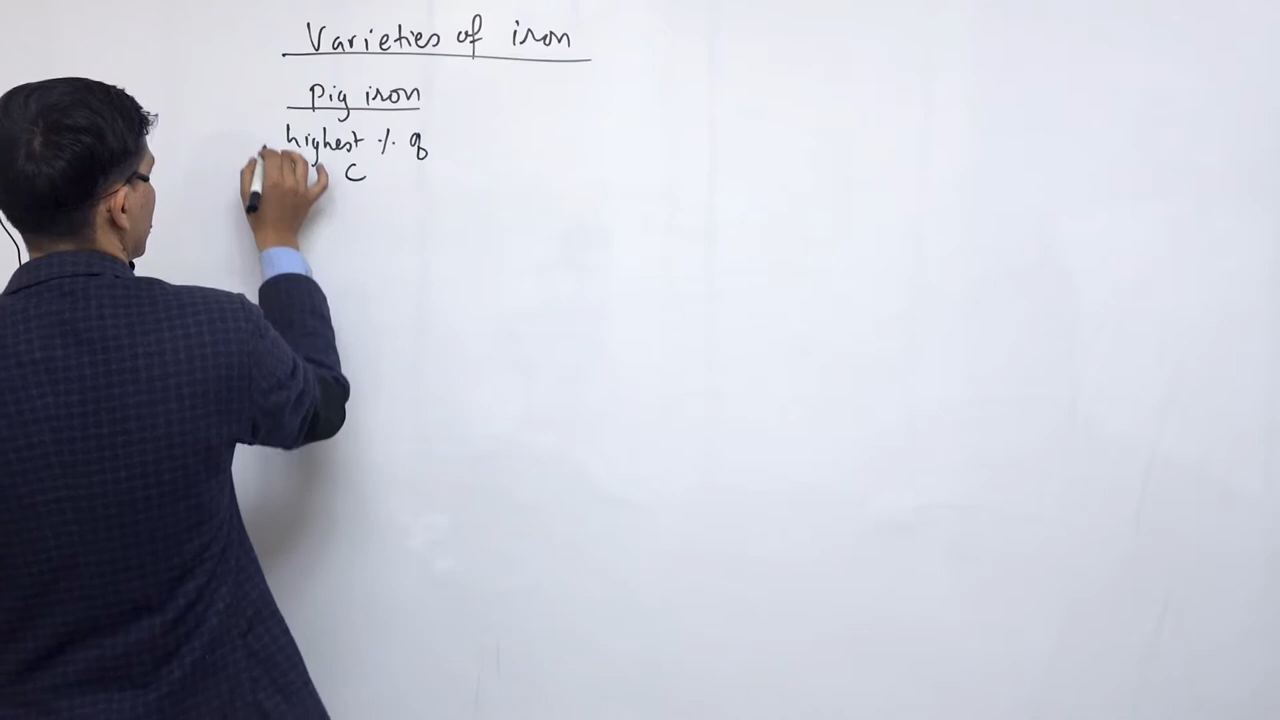 Varieties of iron
Pig iron
highest % of
C